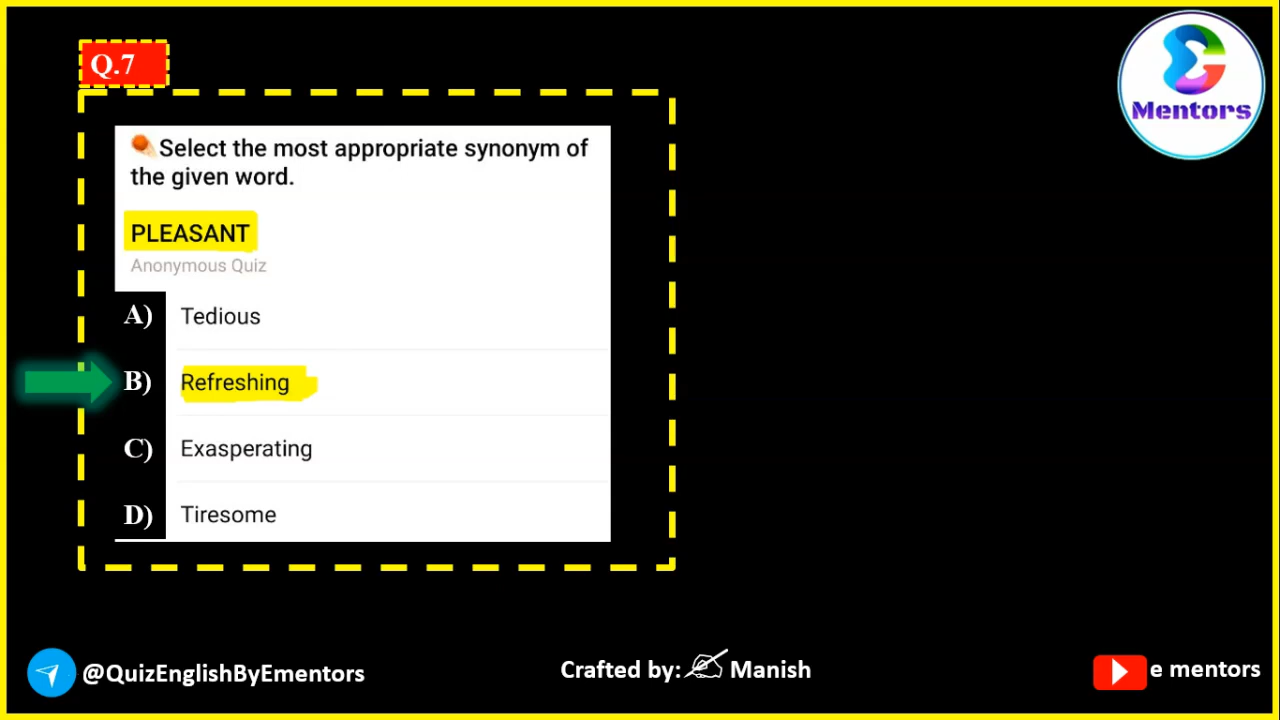 Q.7
Mentors
Select the most appropriate synonym of
the given word.
PLEASANT
Anonymous Quiz
A) Tedious
B) Refreshing
C) Exasperating
D) Tiresome
@QuizEnglishByEmentors
Crafted by: Manish
e mentors